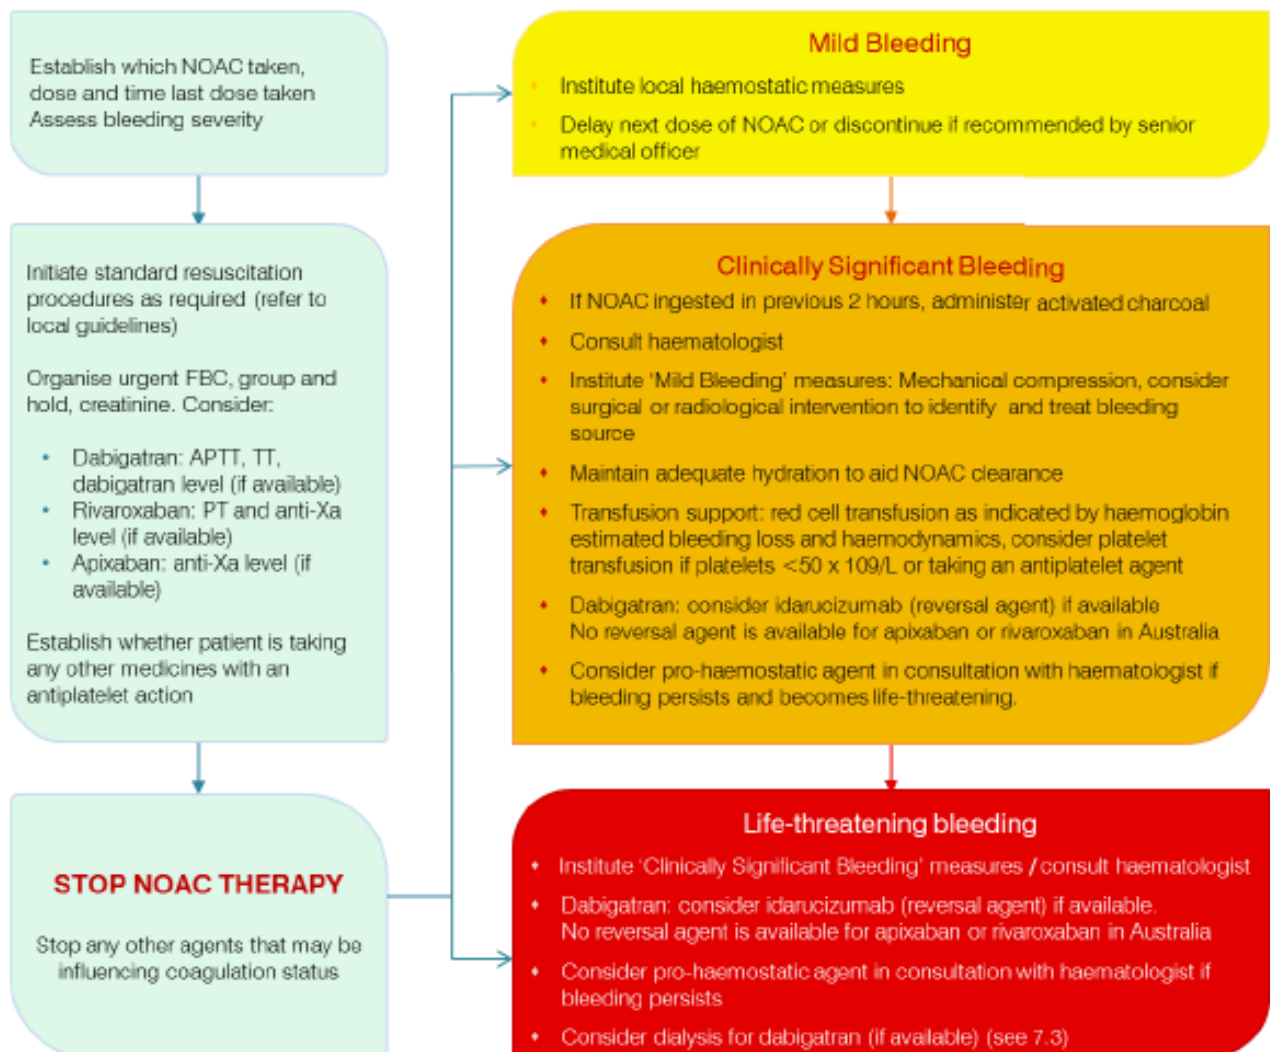 Establish which NOAC taken,
dose and time last dose taken
Assess bleeding severity
Initiate standard resuscitation
procedures as required (refer to
local guidelines)
Organise urgent FBC, group and
hold, creatinine. Consider:
• Dabigatran: APTT, TT,
dabigatran level (if available)
• Rivaroxaban: PT and anti-Xa
level (if available)
• Apixaban: anti-Xa level (if
available)
Establish whether patient is taking
any other medicines with an
antiplatelet action
STOP NOAC THERAPY
Stop any other agents that may be
influencing coagulation status
Mild Bleeding
Institute local haemostatic measures
Delay next dose of NOAC or discontinue if recommended by senior
medical officer
Clinically Significant Bleeding
If NOAC ingested in previous 2 hours, administer activated charcoal
Consult haematologist
Institute ‘Mild Bleeding’ measures: Mechanical compression, consider
surgical or radiological intervention to identify and treat bleeding
source
Maintain adequate hydration to aid NOAC clearance
Transfusion support: red cell transfusion as indicated by haemoglobin
estimated bleeding loss and haemodynamics, consider platelet
transfusion if platelets <50 x 109/L or taking an antiplatelet agent
Dabigatran: consider idarucizumab (reversal agent) if available
No reversal agent is available for apixaban or rivaroxaban in Australia
Consider pro-haemostatic agent in consultation with haematologist if
bleeding persists and becomes life-threatening.
Life-threatening bleeding
Institute ‘Clinically Significant Bleeding’ measures / consult haematologist
Dabigatran: consider idarucizumab (reversal agent) if available.
No reversal agent is available for apixaban or rivaroxaban in Australia
Consider pro-haemostatic agent in consultation with haematologist if
bleeding persists
Consider dialysis for dabigatran (if available) (see 7.3)